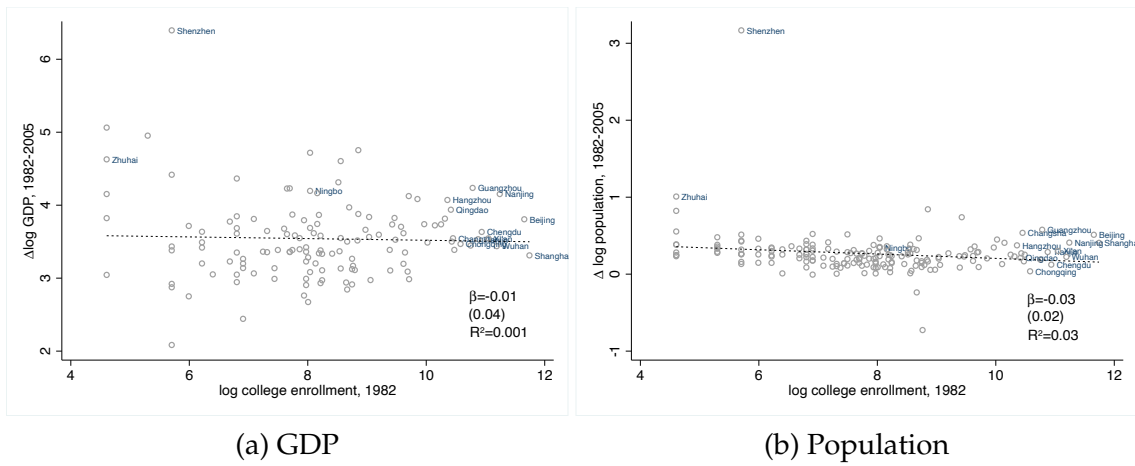 Shenzhen
Zhuhai
Ningbo
Guangzhou
Nanjing
Hangzhou
Qingdao
Beijing
Chengdu
Wuhan
Chongqing
Shangha
Δlog GDP, 1982-2005
2 3 4 5 6
4 6 8 10 12
log college enrollment, 1982
β=-0.01
(0.04)
R²=0.001
(a) GDP
Shenzhen
Zhuhai
Ningbo
Changsha
Guangzhou
Beijing
Hangzhou
Nanjing
Shangha
Qingdao
Wuhan
Chengdu
Chongqing
Δ log population, 1982-2005
-1 0 1 2 3
4 6 8 10 12
log college enrollment, 1982
β=-0.03
(0.02)
R²=0.03
(b) Population